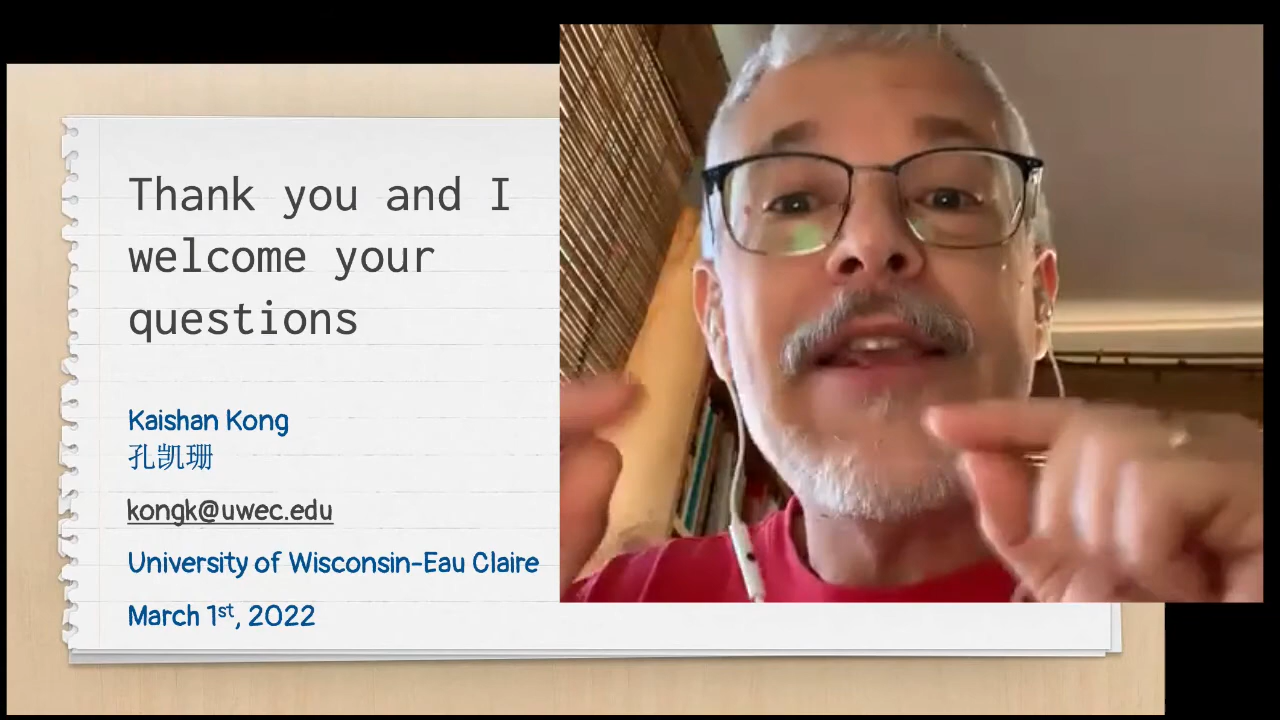 Thank you and I
welcome your
questions
Kaishan Kong
孔凯珊
kongk@uwec.edu
University of Wisconsin-Eau Claire
March 1st, 2022